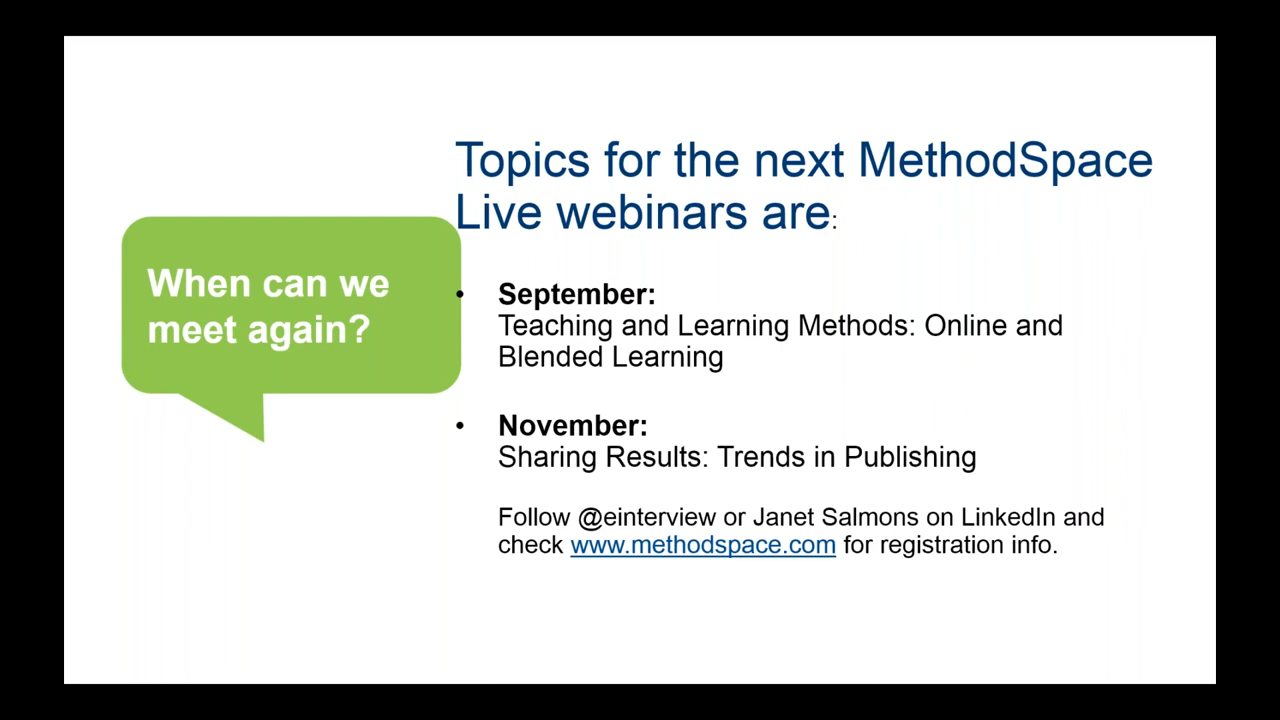 Topics for the next MethodSpace
Live webinars are:
When can we
meet again?
• September:
Teaching and Learning Methods: Online and
Blended Learning
• November:
Sharing Results: Trends in Publishing
Follow @einterview or Janet Salmons on LinkedIn and
check www.methodspace.com for registration info.